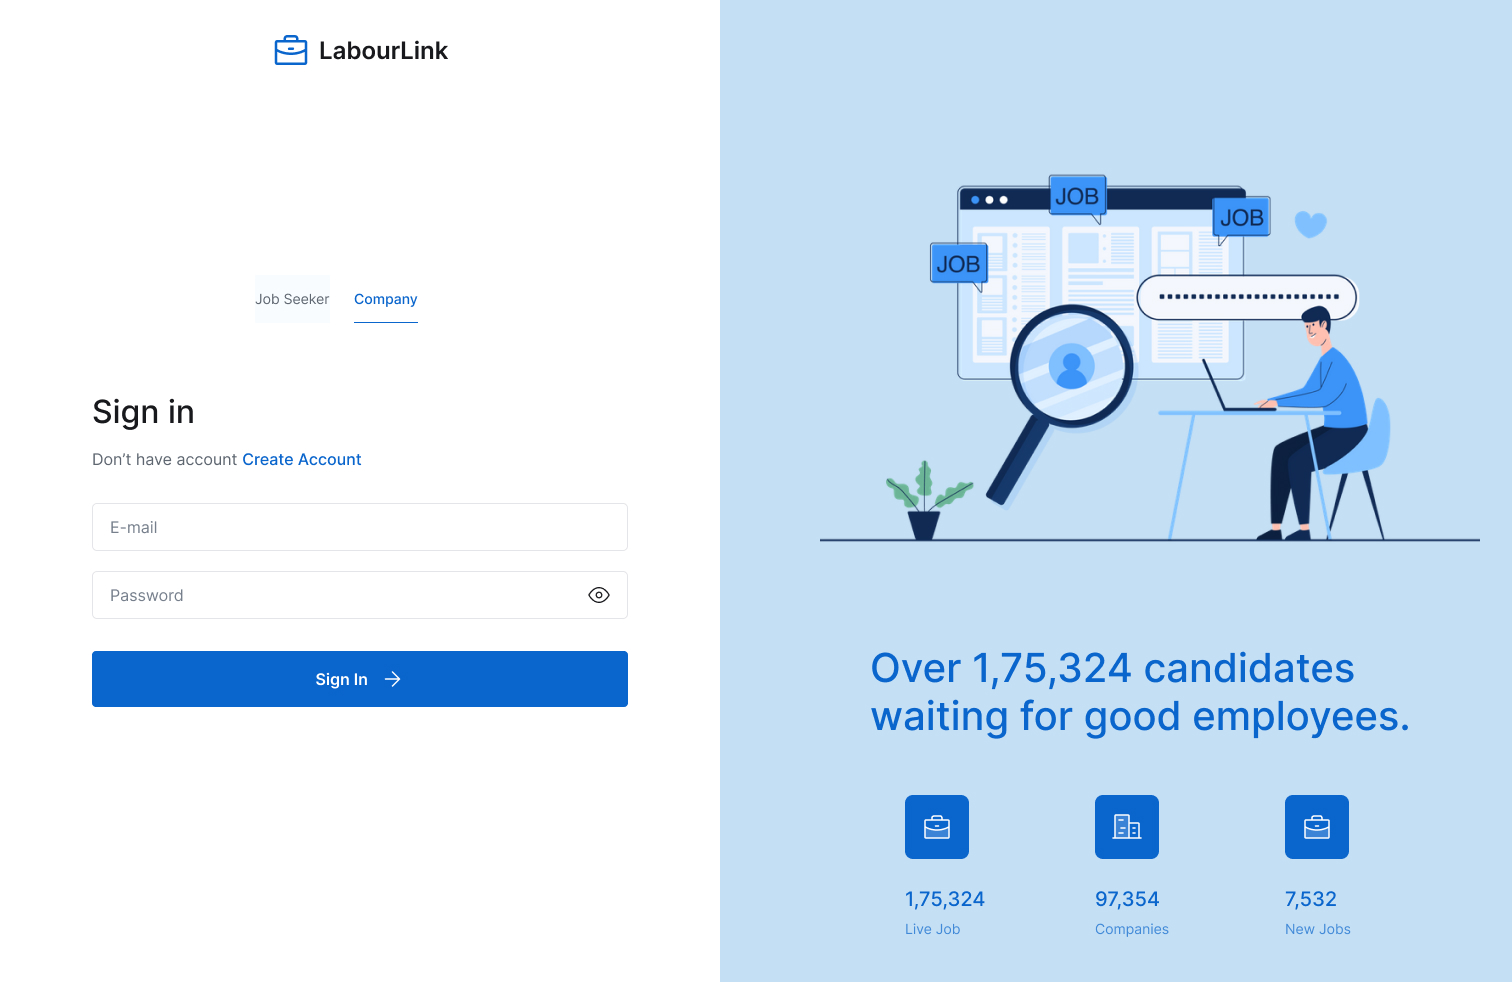 LabourLink
Job Seeker
Company
Sign in
Don’t have account Create Account
E-mail
Password
Sign In
JOB
JOB
JOB
Over 1,75,324 candidates
waiting for good employees.
1,75,324
Live Job
97,354
Companies
7,532
New Jobs